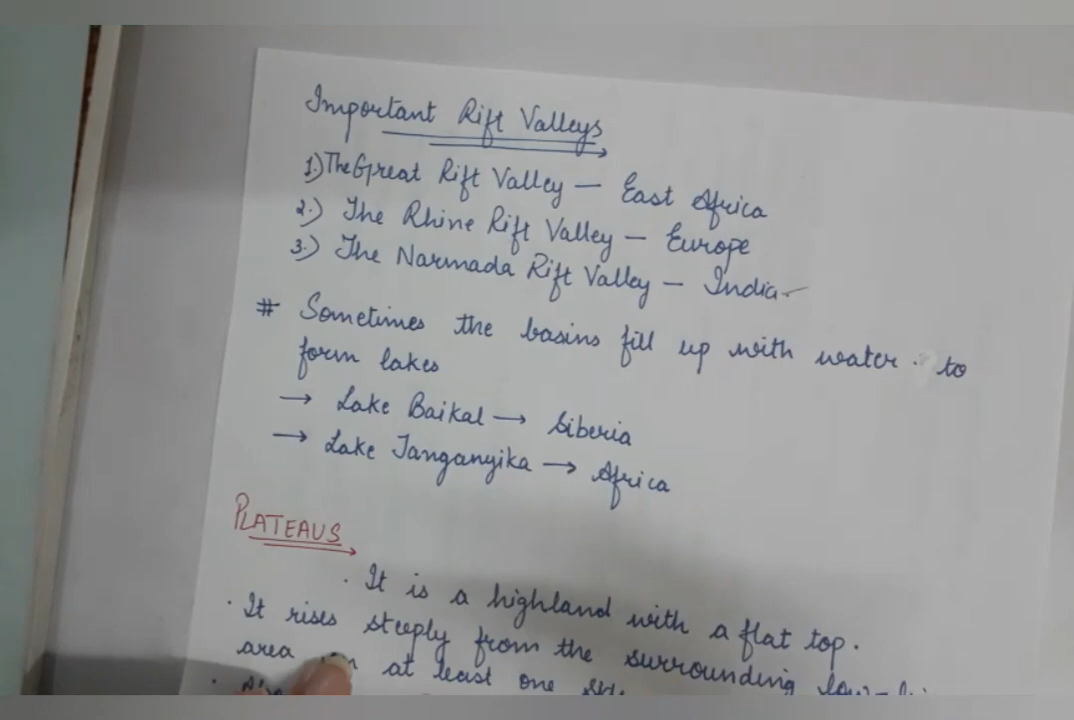 Important Rift Valleys
1.) The Great Rift Valley — East Africa
2.) The Rhine Rift Valley — Europe
3.) The Narmada Rift Valley — India
# Sometimes the basins fill up with water to
form lakes
→ Lake Baikal → Siberia
→ Lake Tanganyika → Africa
PLATEAUS
. It is a highland with a flat top.
. It rises steeply from the surrounding
area at least one